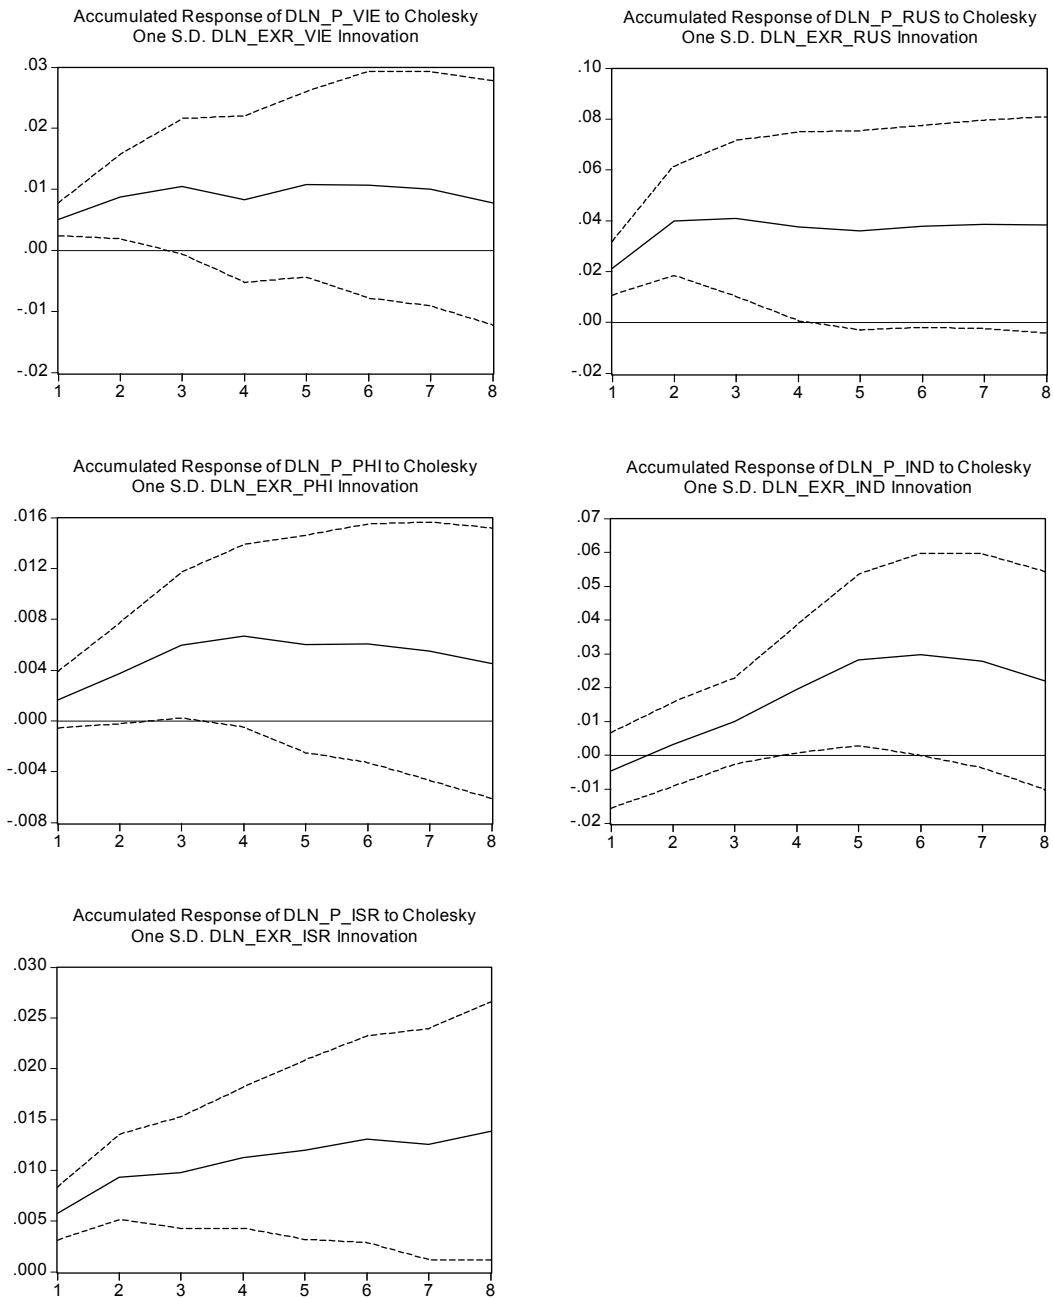 Accumulated Response of DLN_P_VIE to Cholesky
One S.D. DLN_EXR_VIE Innovation
.03
.02
.01
.00
-.01
-.02
1 2 3 4 5 6 7 8
Accumulated Response of DLN_P_RUS to Cholesky
One S.D. DLN_EXR_RUS Innovation
.10
.08
.06
.04
.02
.00
-.02
1 2 3 4 5 6 7 8
Accumulated Response of DLN_P_PHI to Cholesky
One S.D. DLN_EXR_PHI Innovation
.016
.012
.008
.004
.000
-.004
-.008
1 2 3 4 5 6 7 8
Accumulated Response of DLN_P_IND to Cholesky
One S.D. DLN_EXR_IND Innovation
.07
.06
.05
.04
.03
.02
.01
.00
-.01
-.02
1 2 3 4 5 6 7 8
Accumulated Response of DLN_P_ISR to Cholesky
One S.D. DLN_EXR_ISR Innovation
.030
.025
.020
.015
.010
.005
.000
1 2 3 4 5 6 7 8